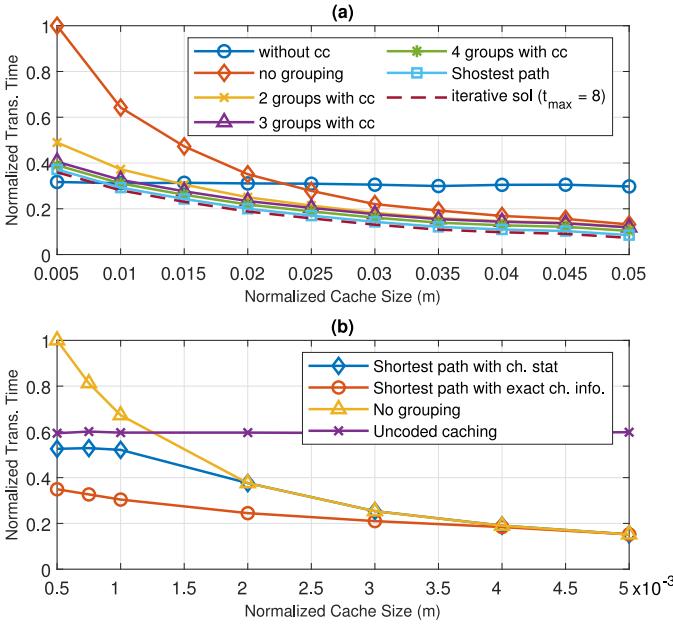 (a)
1
0.8
0.6
0.4
0.2
0
Normalized Trans. Time
without cc
no grouping
2 groups with cc
3 groups with cc
4 groups with cc
Shostest path
iterative sol (t_max = 8)
0.005 0.01 0.015 0.02 0.025 0.03 0.035 0.04 0.045 0.05
Normalized Cache Size (m)
(b)
1
0.8
0.6
0.4
0.2
0
Normalized Trans. Time
Shortest path with ch. stat
Shortest path with exact ch. info.
No grouping
Uncoded caching
0.5 1 1.5 2 2.5 3 3.5 4 4.5 5 ×10⁻³
Normalized Cache Size (m)